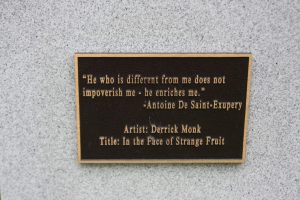 “He who is different from me does not
impoverish me - he enriches me.”
-Antoine De Saint-Exupery
Artist: Derrick Monk
Title: In the Face of Strange Fruit